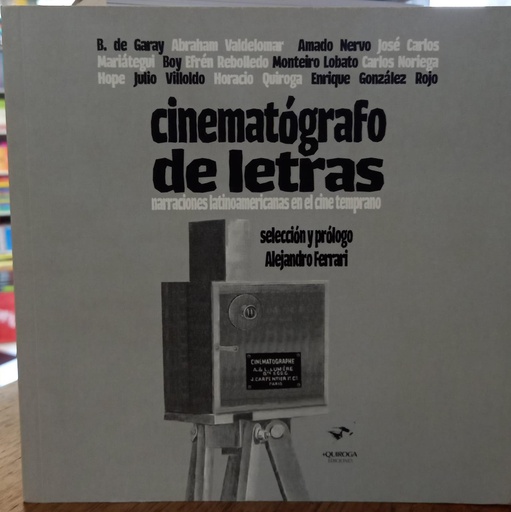 B. de Garay Abraham Valdelomar Amado Nervo José Carlos
Mariátegui Boy Efrén Rebolledo Monteiro Lobato Carlos Noriega
Hope Julio Villoldo Horacio Quiroga Enrique González Rojo
cinematógrafo
de letras
narraciones latinoamericanas en el cine temprano
selección y prólogo
Alejandro Ferrari
CINEMATOGRAPHE
J. CARPENTIER
PARIS
+QUIROGA
EDICIONES